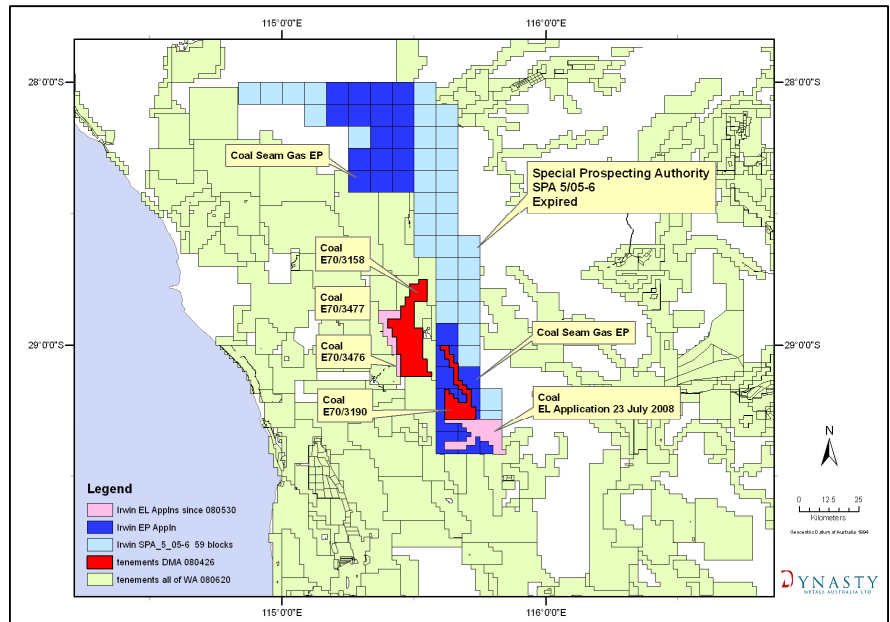 115°0'0"E
116°0'0"E
28°0'0"S
28°0'0"S
Coal Seam Gas EP
Special Prospecting Authority
SPA 5/05-6
Expired
Coal
E70/3158
Coal
E70/3477
Coal
E70/3476
Coal Seam Gas EP
29°0'0"S
29°0'0"S
Coal
E70/3190
Coal
EL Application 23 July 2008
N
0 12.5 25
Kilometers
Geocentric Datum of Australia 1994
Legend
Irwin EL Applns since 080530
Irwin EP Appln
Irwin SPA_5_05-6 59 blocks
tenements DMA 080426
tenements all of WA 080620
DYNASTY
METALS AUSTRALIA LTD
115°0'0"E
116°0'0"E